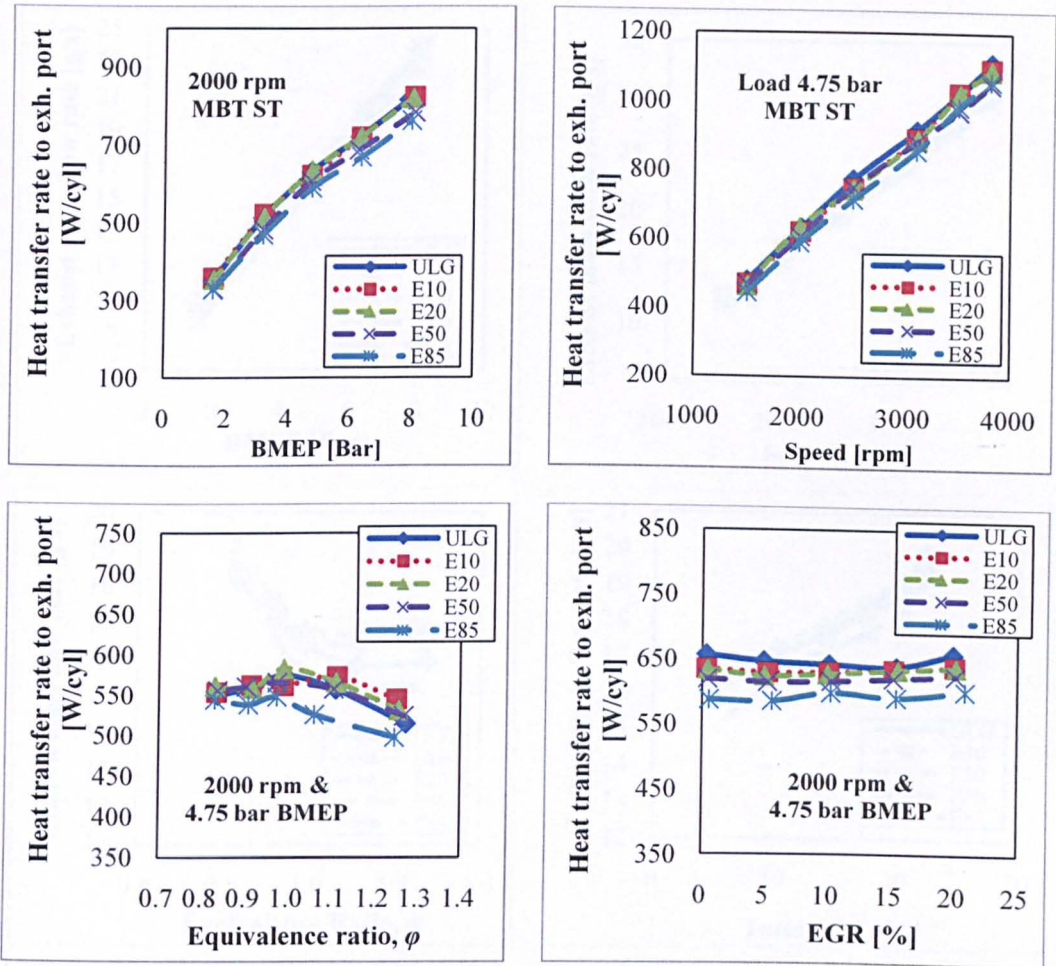 Heat transfer rate to exh. port
[W/cyl]
900
700
500
300
100
2000 rpm
MBT ST
ULG
E10
E20
E50
E85
0 2 4 6 8 10
BMEP [Bar]
Heat transfer rate to exh. port
[W/cyl]
1200
1000
800
600
400
200
Load 4.75 bar
MBT ST
ULG
E10
E20
E50
E85
1000 2000 3000 4000
Speed [rpm]
Heat transfer rate to exh. port
[W/cyl]
750
700
650
600
550
500
450
400
350
ULG
E10
E20
E50
E85
2000 rpm &
4.75 bar BMEP
0.7 0.8 0.9 1.0 1.1 1.2 1.3 1.4
Equivalence ratio, φ
Heat transfer rate to exh. port
[W/cyl]
850
750
650
550
450
350
ULG
E10
E20
E50
E85
2000 rpm &
4.75 bar BMEP
0 5 10 15 20 25
EGR [%]